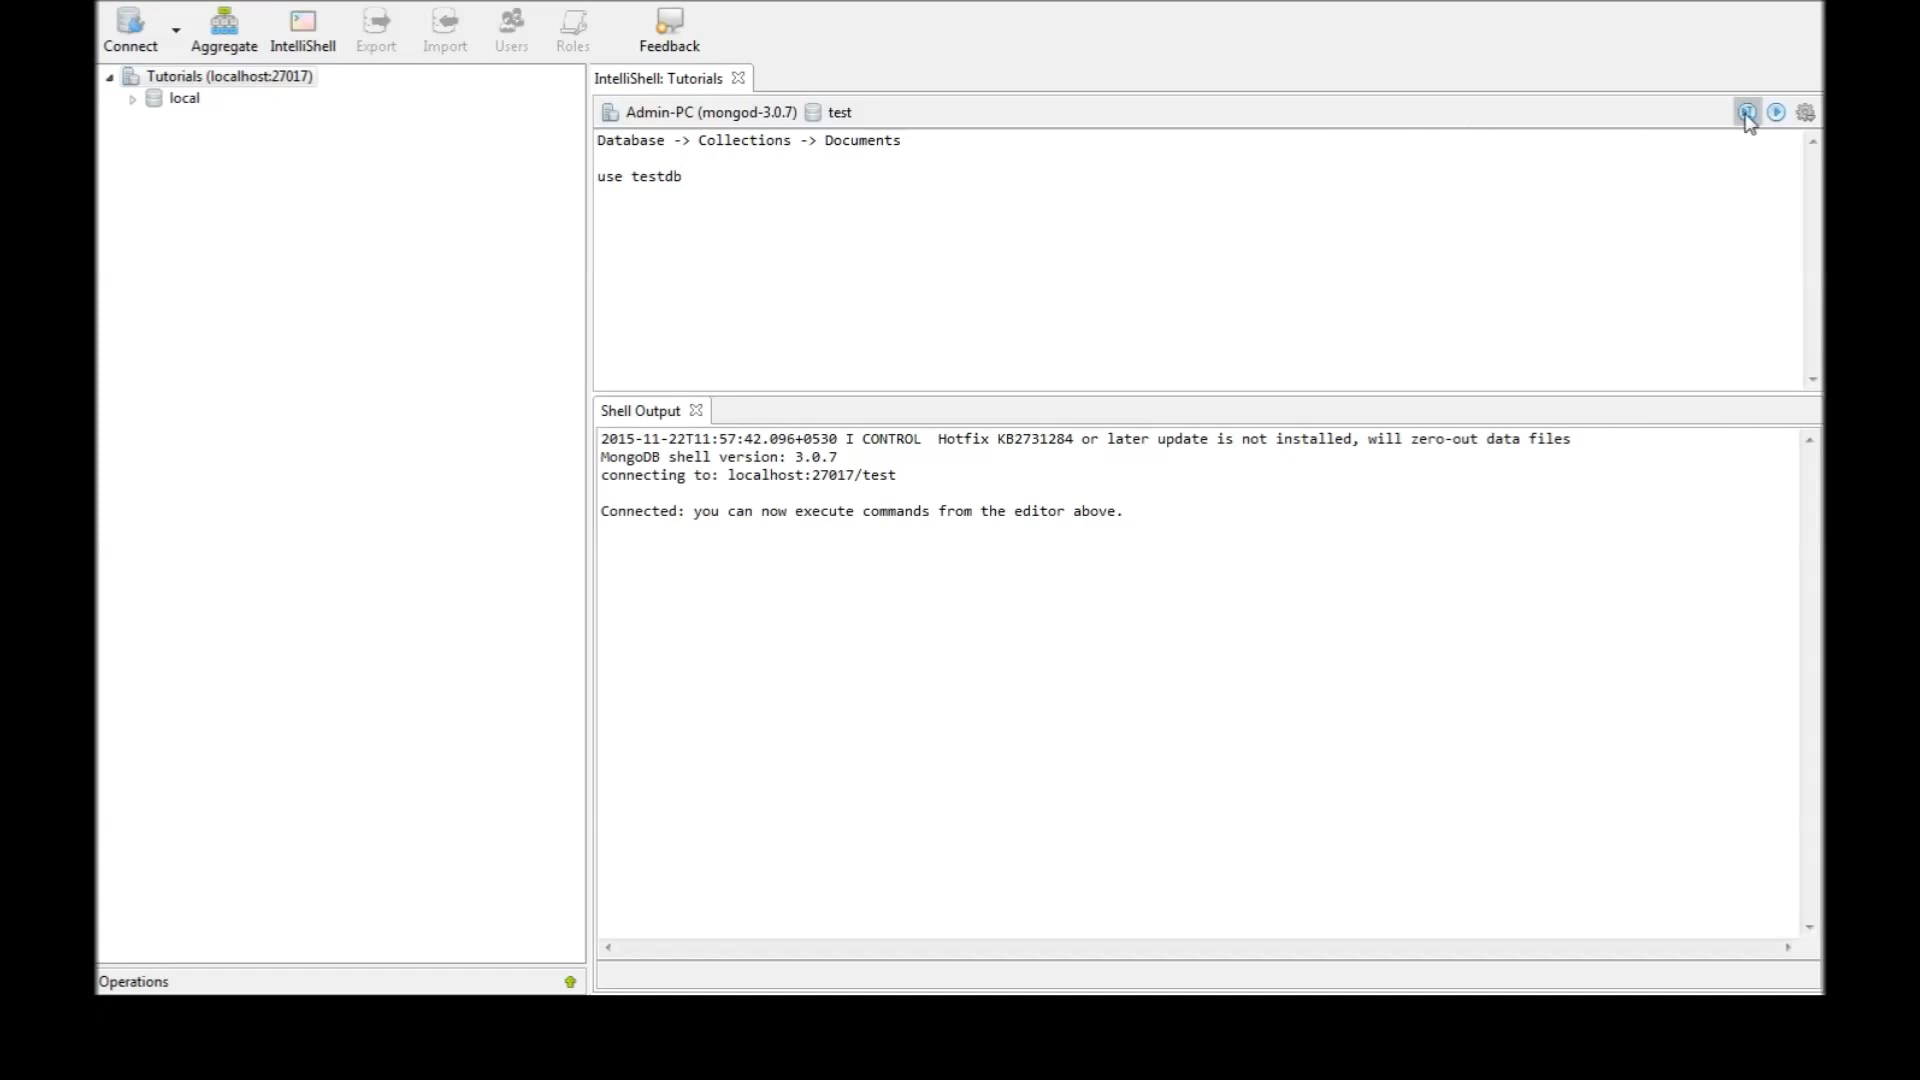 Connect Aggregate IntelliShell Export Import Users Roles Feedback
Tutorials (localhost:27017)
local
IntelliShell: Tutorials
Admin-PC (mongod-3.0.7) test
Database -> Collections -> Documents
use testdb
Shell Output
2015-11-22T11:57:42.096+0530 I CONTROL  Hotfix KB2731284 or later update is not installed, will zero-out data files
MongoDB shell version: 3.0.7
connecting to: localhost:27017/test
Connected: you can now execute commands from the editor above.
Operations